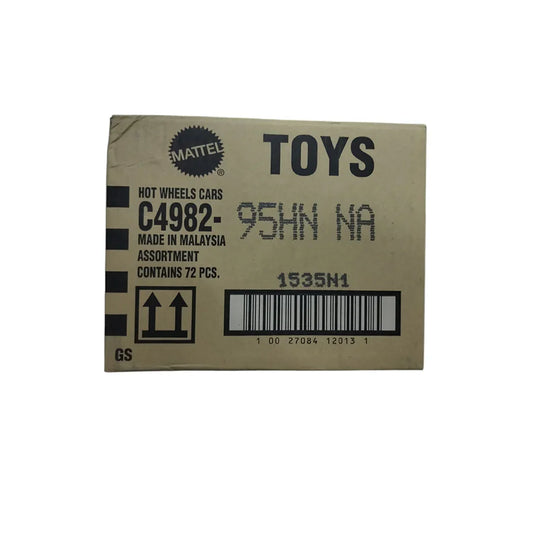 MATTEL
®
TOYS
HOT WHEELS CARS
C4982- 95HN NA
MADE IN MALAYSIA
ASSORTMENT
CONTAINS 72 PCS.
1535N1
1 00 27084 12013 1
GS